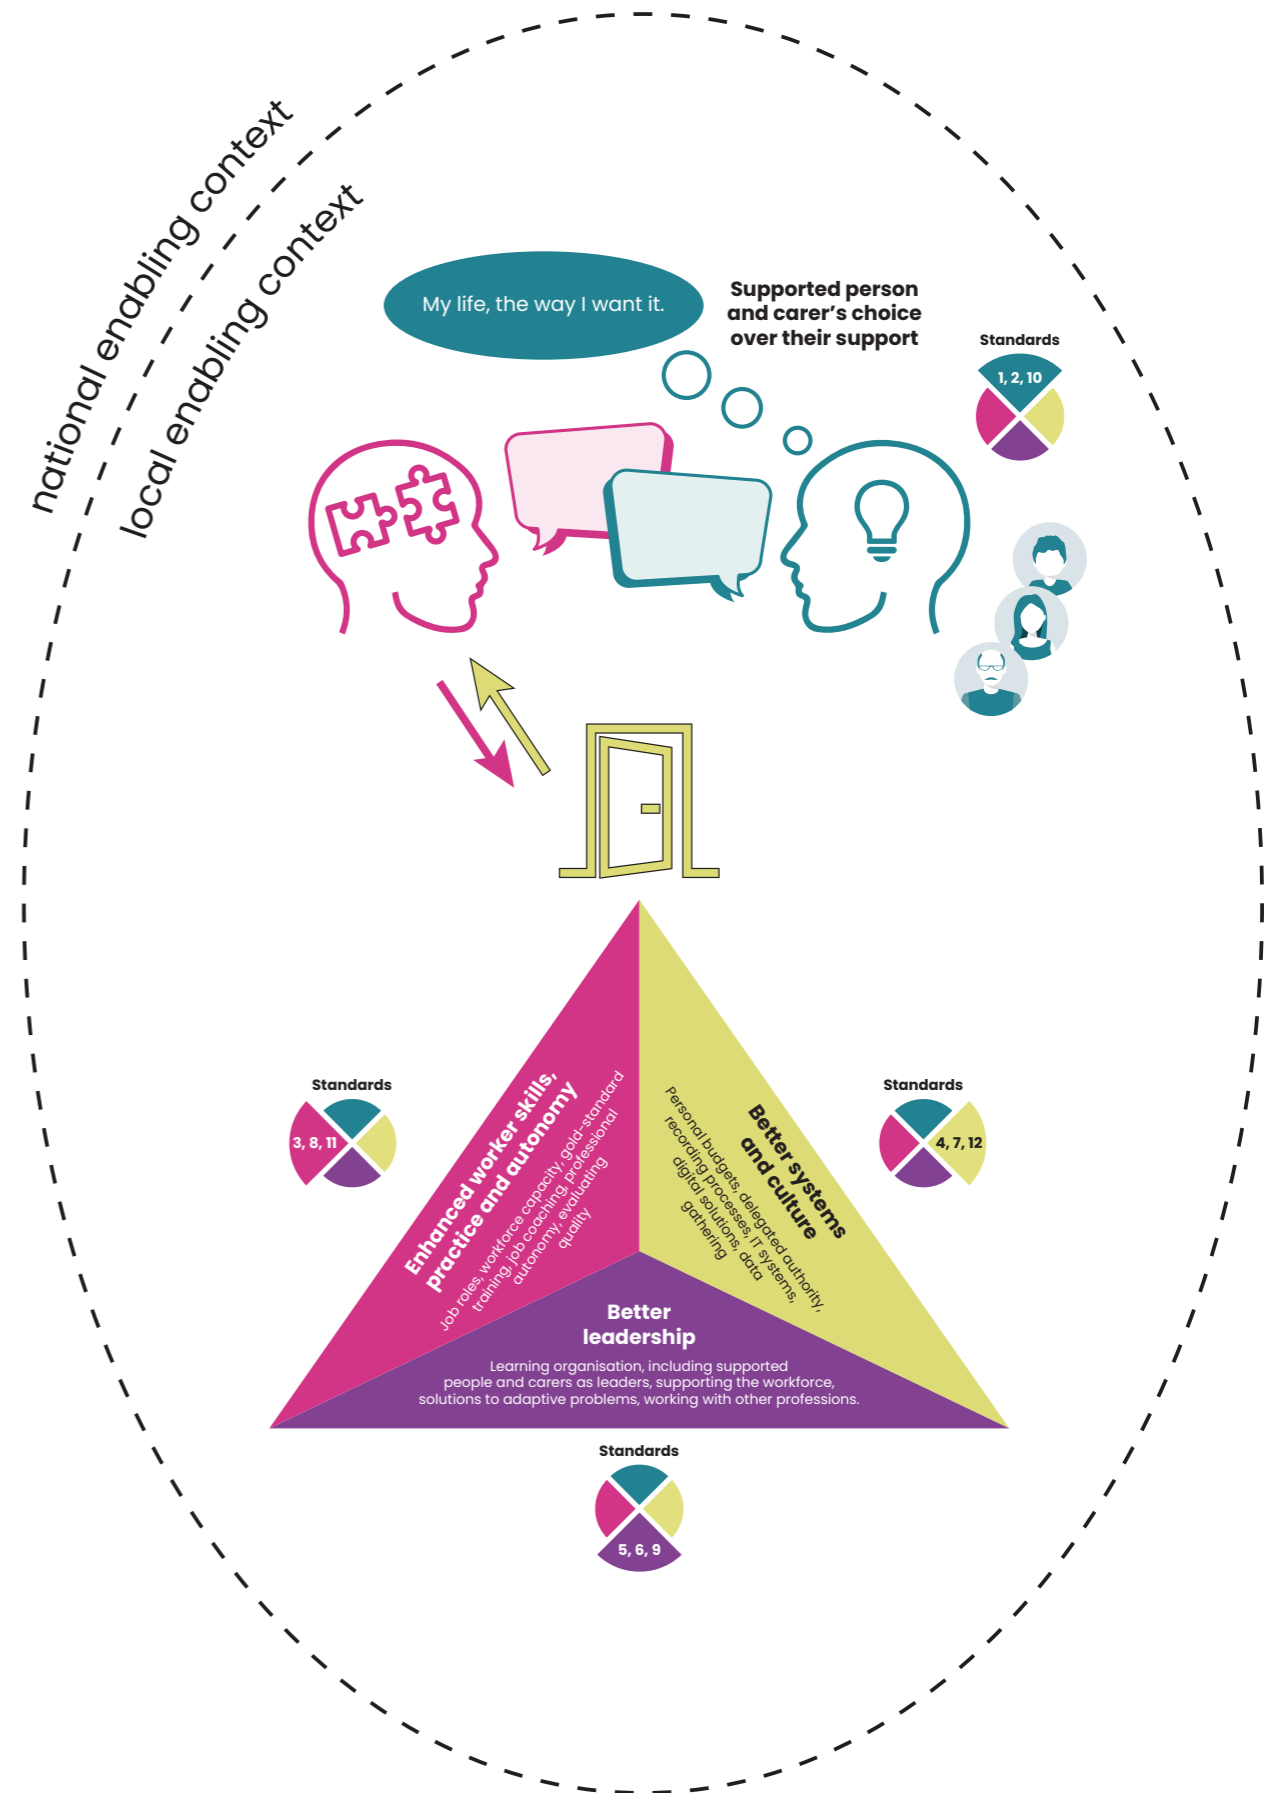 national enabling context
local enabling context
My life, the way I want it.
Supported person
and carer's choice
over their support
Standards
1, 2, 10
Standards
3, 8, 11
Enhanced worker skills,
practice and autonomy
Job roles, workforce capacity, gold-standard
training, job coaching, professional
autonomy, evaluating
quality
Better systems
and culture
Personal budgets, delegated authority,
recording processes, IT systems,
digital solutions, data
gathering
Standards
4, 7, 12
Better
leadership
Learning organisation, including supported
people and carers as leaders, supporting the workforce,
solutions to adaptive problems, working with other professions.
Standards
5, 6, 9